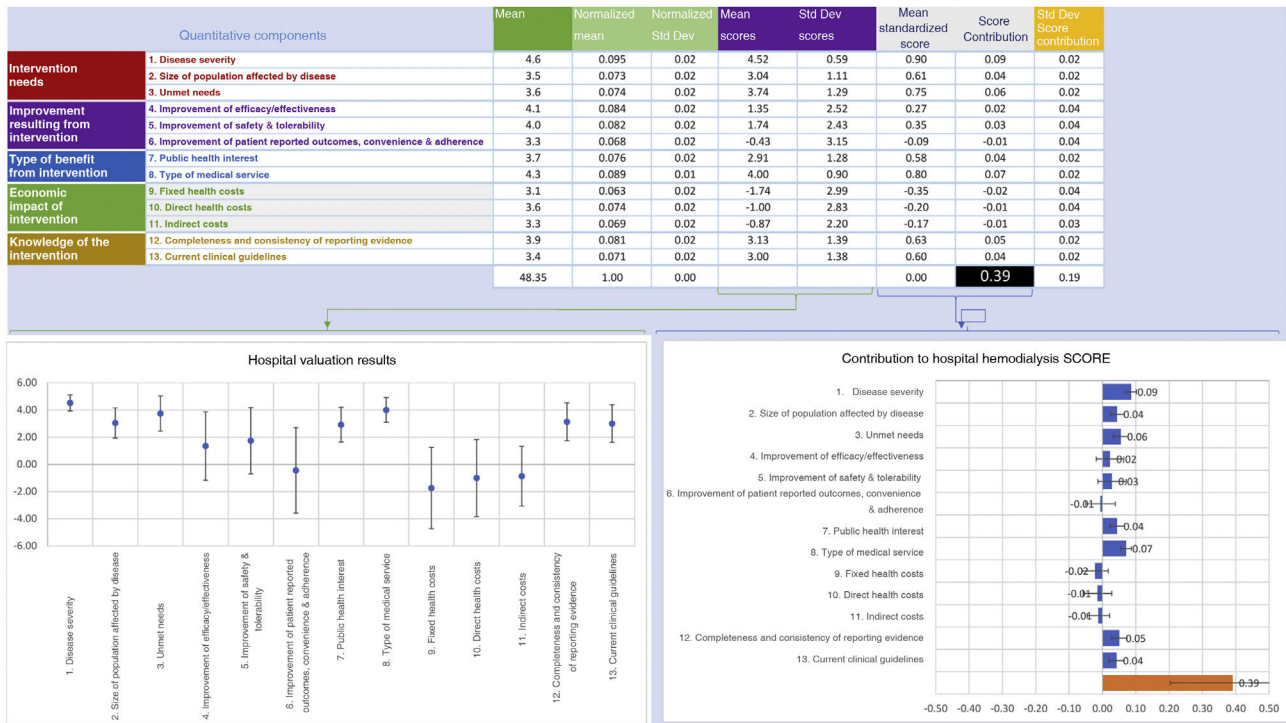 Quantitative components
Mean
Normalized mean
Normalized Std Dev
Mean scores
Std Dev scores
Mean standardized score
Score Contribution
Std Dev Score contribution
Intervention needs
1. Disease severity 4.6 0.095 0.02 4.52 0.59 0.90 0.09 0.02
2. Size of population affected by disease 3.5 0.073 0.02 3.04 1.11 0.61 0.04 0.02
3. Unmet needs 3.6 0.074 0.02 3.74 1.29 0.75 0.06 0.02
Improvement resulting from intervention
4. Improvement of efficacy/effectiveness 4.1 0.084 0.02 1.35 2.52 0.27 0.02 0.04
5. Improvement of safety & tolerability 4.0 0.082 0.02 1.74 2.43 0.35 0.03 0.04
6. Improvement of patient reported outcomes, convenience & adherence 3.3 0.068 0.02 -0.43 3.15 -0.09 -0.01 0.04
Type of benefit from intervention
7. Public health interest 3.7 0.076 0.02 2.91 1.28 0.58 0.04 0.02
8. Type of medical service 4.3 0.089 0.01 4.00 0.90 0.80 0.07 0.02
Economic impact of intervention
9. Fixed health costs 3.1 0.063 0.02 -1.74 2.99 -0.35 -0.02 0.04
10. Direct health costs 3.6 0.074 0.02 -1.00 2.83 -0.20 -0.01 0.04
11. Indirect costs 3.3 0.069 0.02 -0.87 2.20 -0.17 -0.01 0.03
Knowledge of the intervention
12. Completeness and consistency of reporting evidence 3.9 0.081 0.02 3.13 1.39 0.63 0.05 0.02
13. Current clinical guidelines 3.4 0.071 0.02 3.00 1.38 0.60 0.04 0.02
48.35 1.00 0.00 0.00 0.39 0.19
Hospital valuation results
6.00
4.00
2.00
0.00
-2.00
-4.00
-6.00
1. Disease severity
2. Size of population affected by disease
3. Unmet needs
4. Improvement of efficacy/effectiveness
5. Improvement of safety &
tolerability
6. Improvement of patient reported
outcomes, convenience & adherence
7. Public health interest
8. Type of medical service
9. Fixed health costs
10. Direct health costs
11. Indirect costs
12. Completeness and consistency
of reporting evidence
13. Current clinical guidelines
Contribution to hospital hemodialysis SCORE
1. Disease severity 0.09
2. Size of population affected by disease 0.04
3. Unmet needs 0.06
4. Improvement of efficacy/effectiveness 0.02
5. Improvement of safety & tolerability 0.03
6. Improvement of patient reported outcomes, convenience
& adherence -0.01
7. Public health interest 0.04
8. Type of medical service 0.07
9. Fixed health costs -0.02
10. Direct health costs -0.01
11. Indirect costs -0.01
12. Completeness and consistency of reporting evidence 0.05
13. Current clinical guidelines 0.04
0.39
-0.50 -0.40 -0.30 -0.20 -0.10 0.00 0.10 0.20 0.30 0.40 0.50